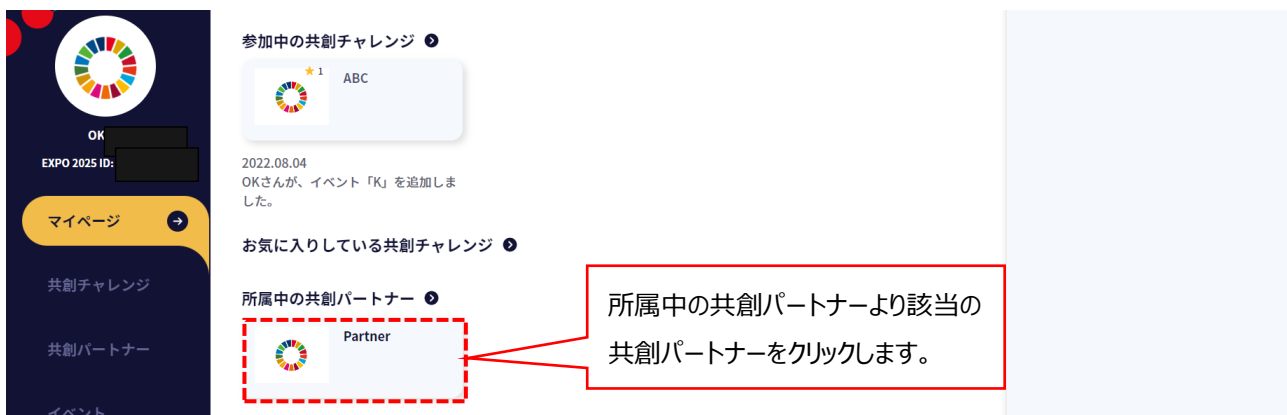 OK
EXPO 2025 ID:
マイページ
共創チャレンジ
共創パートナー
イベント
参加中の共創チャレンジ
★ 1
ABC
2022.08.04
OKさんが、イベント「K」を追加しま
した。
お気に入りしている共創チャレンジ
所属中の共創パートナー
Partner
所属中の共創パートナーより該当の
共創パートナーをクリックします。